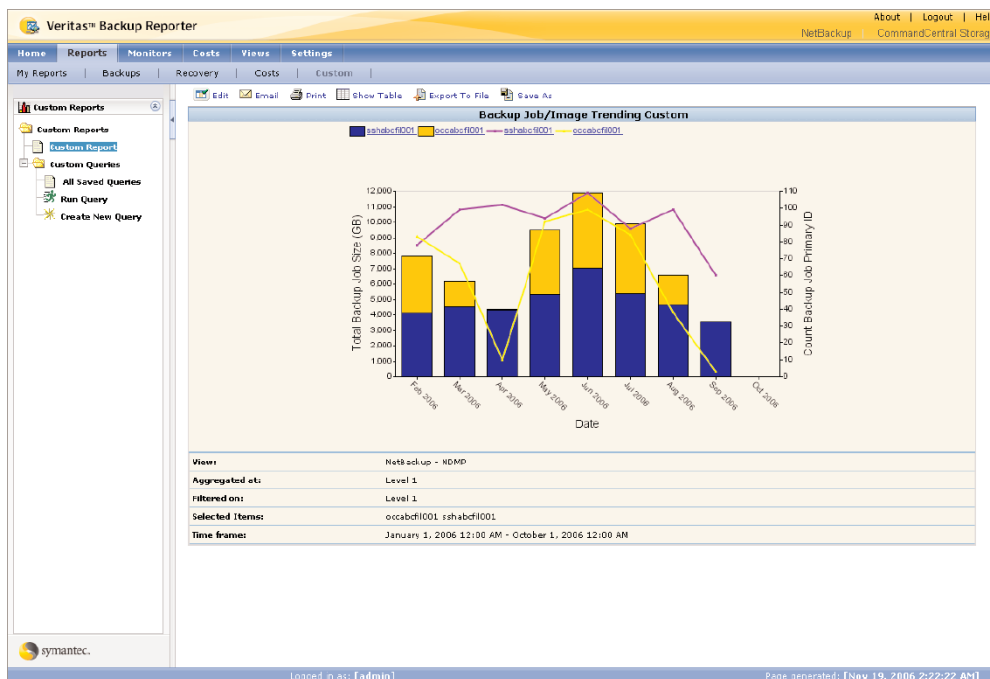 Veritas™ Backup Reporter
About | Logout | Hel
NetBackup | CommandCentral Storag
Home Reports Monitors Costs Views Settings
My Reports | Backups | Recovery | Costs | Custom |
Custom Reports
Custom Reports
Custom Report
Custom Queries
All Saved Queries
Run Query
Create New Query
Edit Email Print Show Table Export To File Save As
Backup Job/Image Trending Custom
sshabcfil001 occabcfil001 sshabcfil001 occabcfil001
Total Backup Job Size (GB)
12,000
11,000
10,000
9,000
8,000
7,000
6,000
5,000
4,000
3,000
2,000
1,000
0
110
100
90
80
70
60
50
40
30
20
10
0
Count Backup Job Primary ID
Feb 2006 Mar 2006 Apr 2006 May 2006 Jun 2006 Jul 2006 Aug 2006 Sep 2006 Oct 2006
Date
View: NetBackup - NDMP
Aggregated at: Level 1
Filtered on: Level 1
Selected Items: occabcfil001 sshabcfil001
Time frame: January 1, 2006 12:00 AM - October 1, 2006 12:00 AM
symantec.
Logged in as: [admin]
Page generated: [Nov 19, 2006 2:22:22 AM]